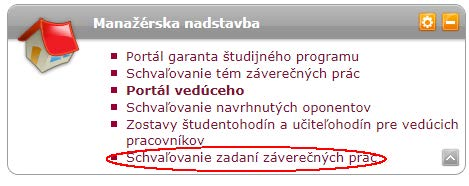 Manažérska nadstavba
Portál garanta študijného programu
Schvaľovanie tém záverečných prác
Portál vedúceho
Schvaľovanie navrhnutých oponentov
Zostavy študentohodín a učiteľohodín pre vedúcich
pracovníkov
Schvaľovanie zadaní záverečných prác